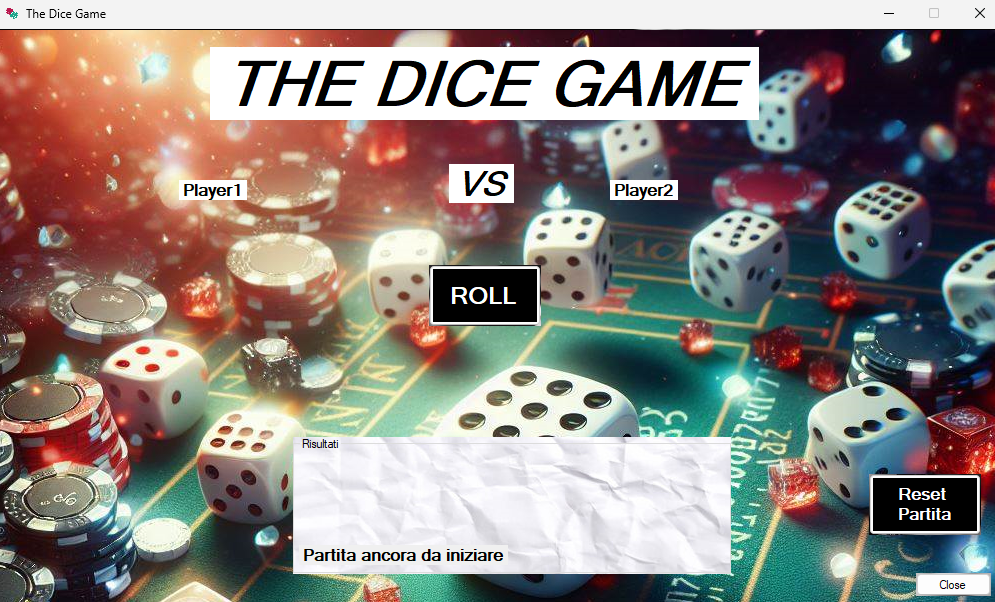 The Dice Game
THE DICE GAME
Player1
VS
Player2
ROLL
Risultati
Partita ancora da iniziare
Reset
Partita
Close